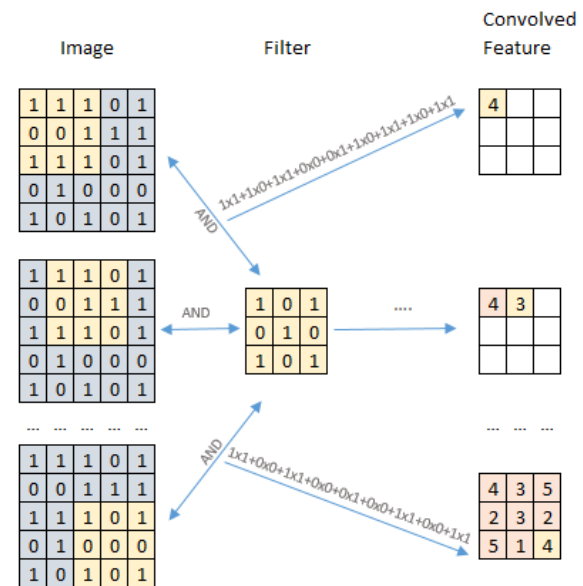 Image Filter Convolved Feature
1 1 1 0 1
0 0 1 1 1
1 1 1 0 1
0 1 0 0 0
1 0 1 0 1
AND
1x1+1x0+1x1+0x0+0x1+1x0+1x1+1x0+1x1
4
1 1 1 0 1
0 0 1 1 1
1 1 1 0 1
0 1 0 0 0
1 0 1 0 1
AND
1 0 1
0 1 0
1 0 1
....
4 3
... ... ... ... ...
... ... ...
1 1 1 0 1
0 0 1 1 1
1 1 1 0 1
0 1 0 0 0
1 0 1 0 1
AND
1x1+0x0+1x1+0x0+0x1+0x0+1x1+0x0+1x1
4 3 5
2 3 2
5 1 4